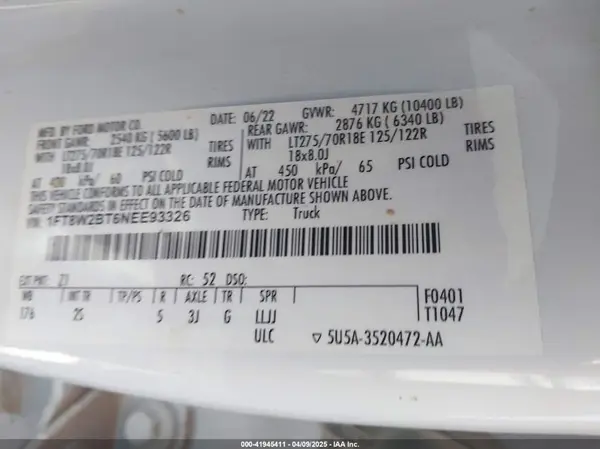 MFD. BY FORD MOTOR CO.
DATE: 06/22 GVWR: 4717 KG (10400 LB)
FRONT GAWR: 2540 KG (5600 LB) REAR GAWR: 2876 KG (6340 LB)
WITH LT275/70R18E 125/122R TIRES WITH LT275/70R18E 125/122R TIRES
18x8.0J RIMS 18x8.0J RIMS
AT 400 kPa/ 60 PSI COLD AT 450 kPa/ 65 PSI COLD
THIS VEHICLE CONFORMS TO ALL APPLICABLE FEDERAL MOTOR VEHICLE
SAFETY STANDARDS IN EFFECT ON THE DATE OF MANUFACTURE SHOWN ABOVE.
VIN: 1FT8W2BT6NEE93326 TYPE: Truck
EXT PNT: Z1 RC: 52 DSO:
WB INT TR TP/PS R AXLE TR SPR F0401
176 2S 5 3J G LLJJ T1047
ULC ▽ 5U5A-3520472-AA
000-41945411 04/09/2025 IAAI.COM